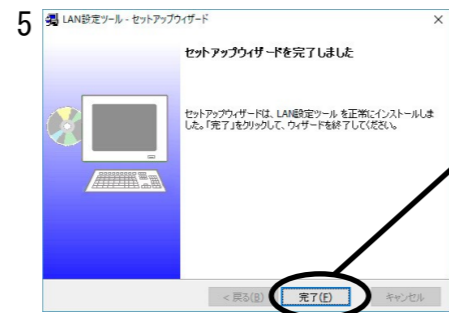 5
LAN設定ツール - セットアップウィザード
セットアップウィザードを完了しました
セットアップウィザードは、LAN設定ツール を正常にインストールしま
した。「完了」をクリックして、ウィザードを終了してください。
< 戻る(B)
完了(F)
キャンセル